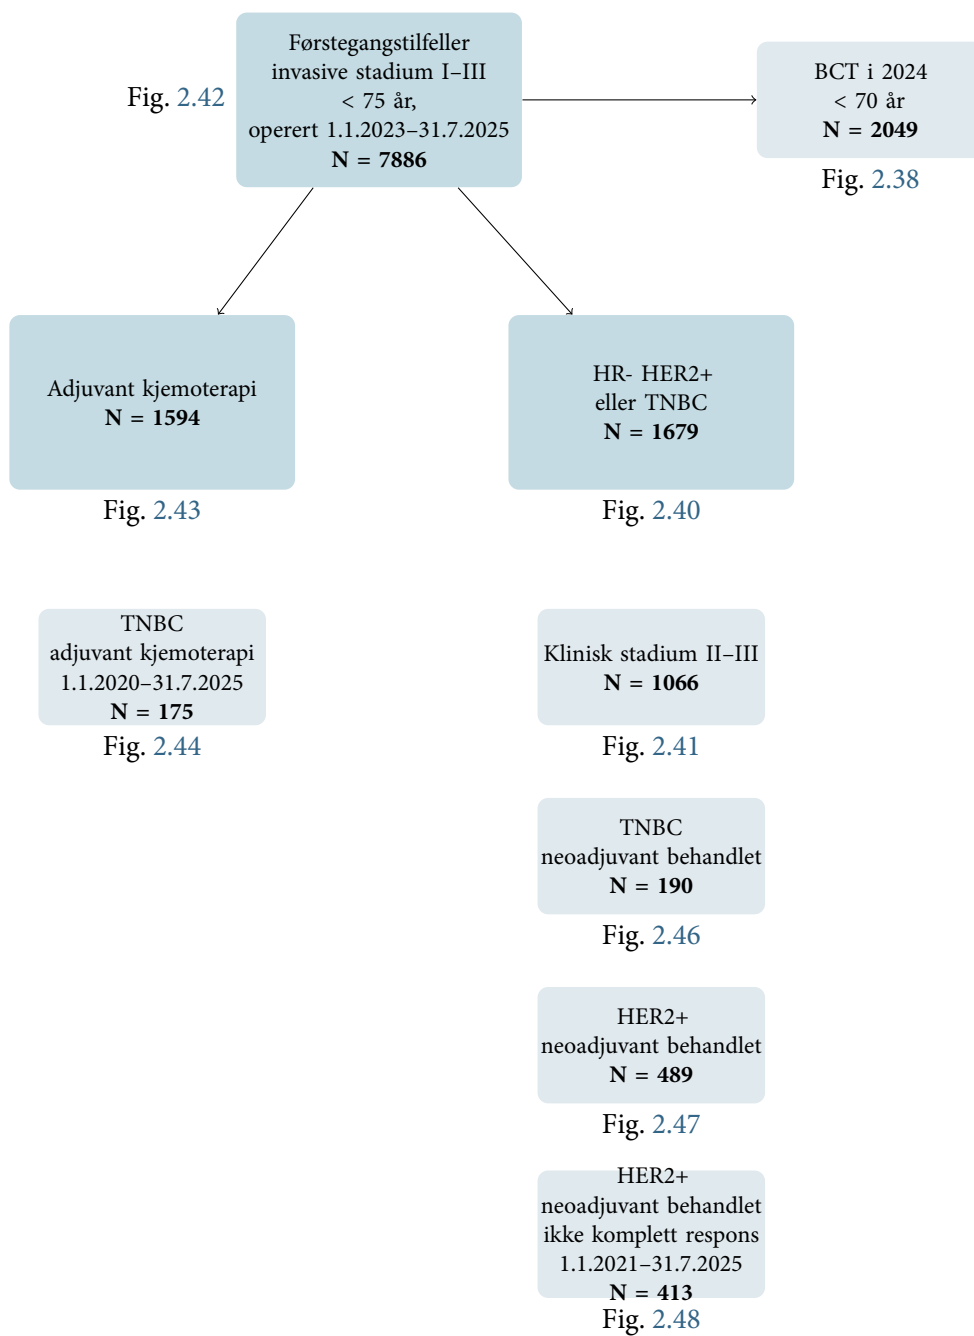 Førstegangstilfeller
invasive stadium I–III
< 75 år,
operert 1.1.2023–31.7.2025
N = 7886
Fig. 2.42
BCT i 2024
< 70 år
N = 2049
Fig. 2.38
Adjuvant kjemoterapi
N = 1594
Fig. 2.43
HR- HER2+
eller TNBC
N = 1679
Fig. 2.40
TNBC
adjuvant kjemoterapi
1.1.2020–31.7.2025
N = 175
Fig. 2.44
Klinisk stadium II–III
N = 1066
Fig. 2.41
TNBC
neoadjuvant behandlet
N = 190
Fig. 2.46
HER2+
neoadjuvant behandlet
N = 489
Fig. 2.47
HER2+
neoadjuvant behandlet
ikke komplett respons
1.1.2021–31.7.2025
N = 413
Fig. 2.48